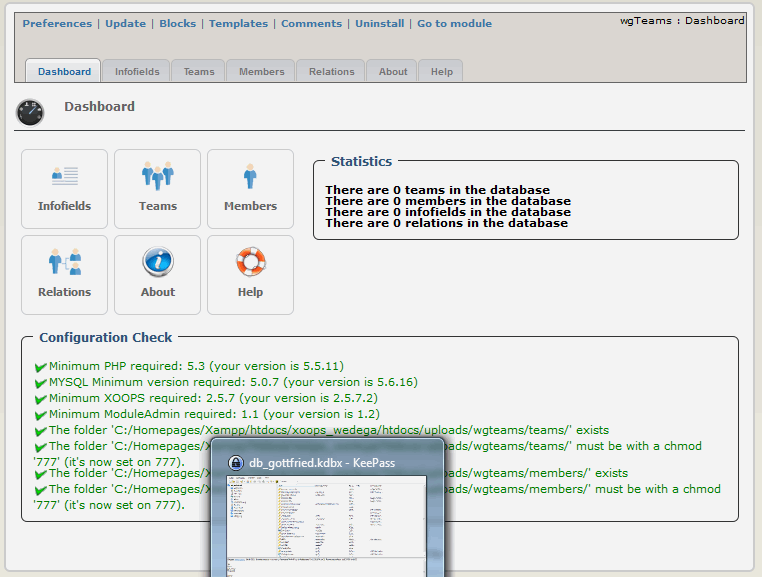 Preferences | Update | Blocks | Templates | Comments | Uninstall | Go to module
wgTeams : Dashboard
Dashboard Infofields Teams Members Relations About Help
Dashboard
Infofields Teams Members
Statistics
There are 0 teams in the database
There are 0 members in the database
There are 0 infofields in the database
There are 0 relations in the database
Relations About Help
Configuration Check
Minimum PHP required: 5.3 (your version is 5.5.11)
MYSQL Minimum version required: 5.0.7 (your version is 5.6.16)
Minimum XOOPS required: 2.5.7 (your version is 2.5.7.2)
Minimum ModuleAdmin required: 1.1 (your version is 1.2)
The folder 'C:/Homepages/Xampp/htdocs/xoops_wedega/htdocs/uploads/wgteams/teams/' exists
The folder 'C:/Homepages/ads/wgteams/teams/' must be with a chmod
'777' (it's now set on 777).
The folder 'C:/Homepages/ads/wgteams/members/' exists
The folder 'C:/Homepages/ads/wgteams/members/' must be with a chmod
'777' (it's now set on 777).
db_gottfried.kdbx - KeePass